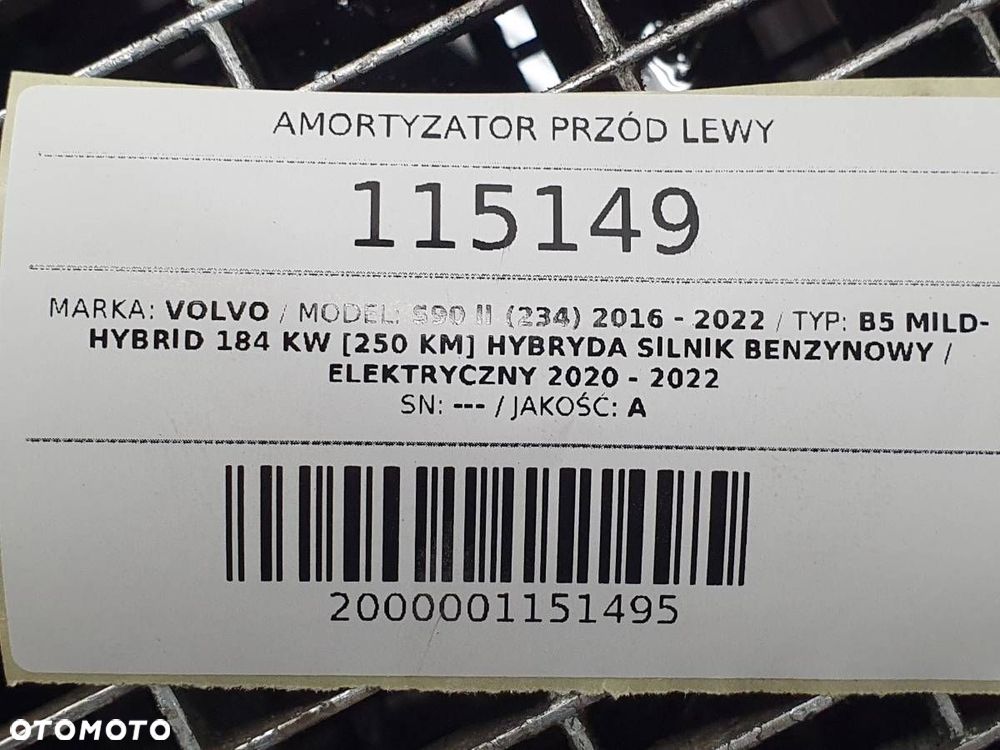 AMORTYZATOR PRZÓD LEWY
115149
MARKA: VOLVO / MODEL: S90 II (234) 2016 - 2022 / TYP: B5 MILD-
HYBRID 184 KW [250 KM] HYBRYDA SILNIK BENZYNOWY /
ELEKTRYCZNY 2020 - 2022
SN: --- / JAKOŚĆ: A
2000001151495
OTOMOTO